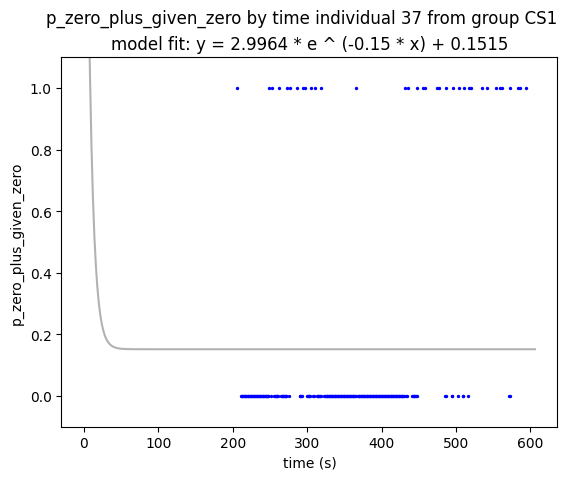 p_zero_plus_given_zero by time individual 37 from group CS1
model fit: y = 2.9964 * e ^ (-0.15 * x) + 0.1515
1.0
0.8
0.6
0.4
0.2
0.0
p_zero_plus_given_zero
0 100 200 300 400 500 600
time (s)